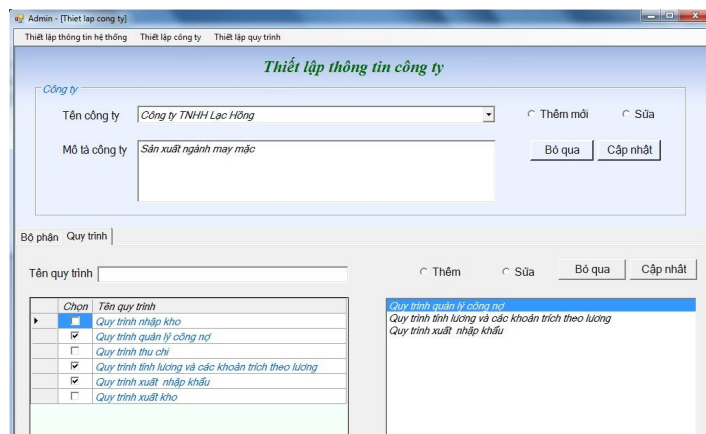 Admin - [Thiet lap cong ty]
Thiết lập thông tin hệ thống Thiết lập công ty Thiết lập quy trình
Thiết lập thông tin công ty
Công ty
Tên công ty Công ty TNHH Lạc Hồng Thêm mới Sửa
Mô tả công ty Sản xuất ngành may mặc Bỏ qua Cập nhật
Bộ phận Quy trình
Tên quy trình Thêm Sửa Bỏ qua Cập nhât
Chọn Tên quy trình
Quy trình nhập kho
Quy trình quản lý công nợ
Quy trình thu chi
Quy trình tính lương và các khoản trích theo lương
Quy trình xuất nhập khẩu
Quy trình xuất kho
Quy trình quản lý công nợ
Quy trình tính lương và các khoản trích theo lương
Quy trình xuất nhập khẩu